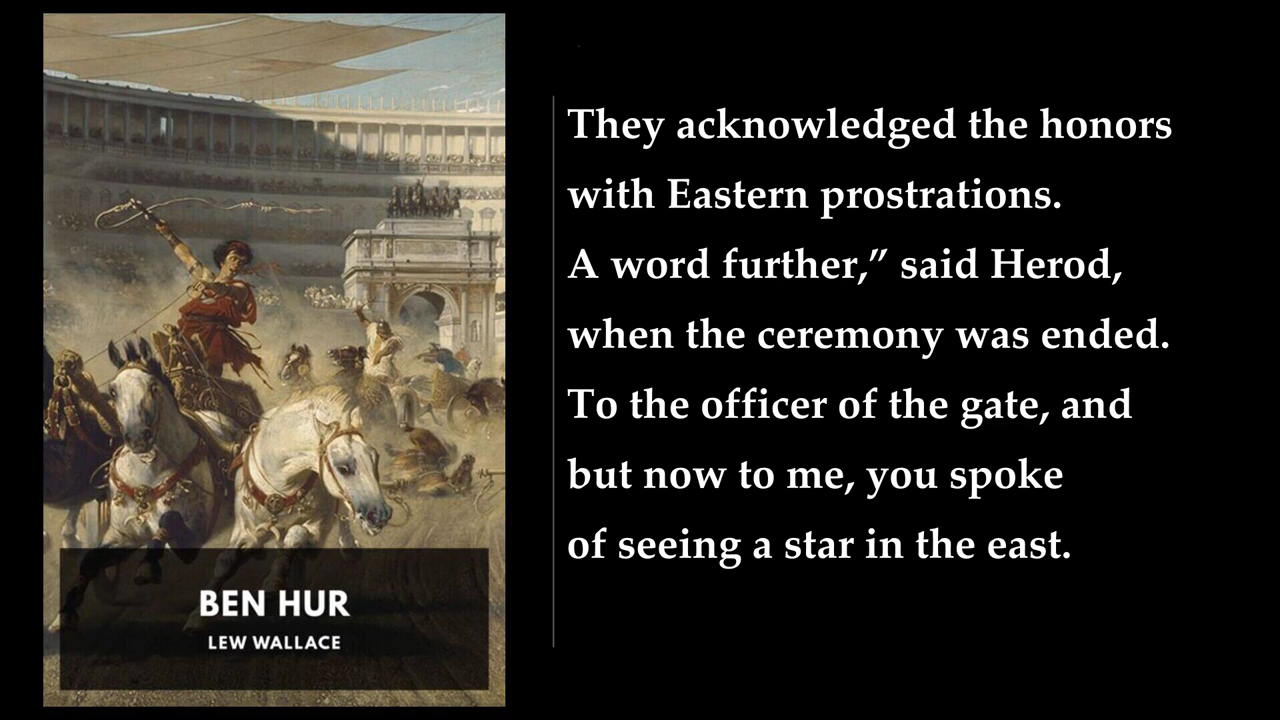 BEN HUR
LEW WALLACE
They acknowledged the honors
with Eastern prostrations.
A word further,” said Herod,
when the ceremony was ended.
To the officer of the gate, and
but now to me, you spoke
of seeing a star in the east.